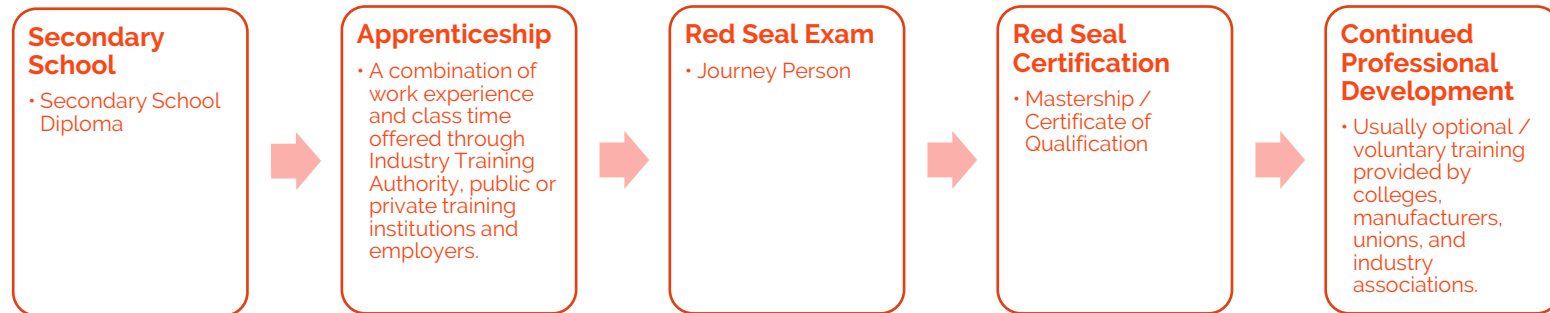 Secondary
School
• Secondary School
Diploma
Apprenticeship
• A combination of
work experience
and class time
offered through
Industry Training
Authority, public or
private training
institutions and
employers.
Red Seal Exam
• Journey Person
Red Seal
Certification
• Mastership /
Certificate of
Qualification
Continued
Professional
Development
• Usually optional /
voluntary training
provided by
colleges,
manufacturers,
unions, and
industry
associations.